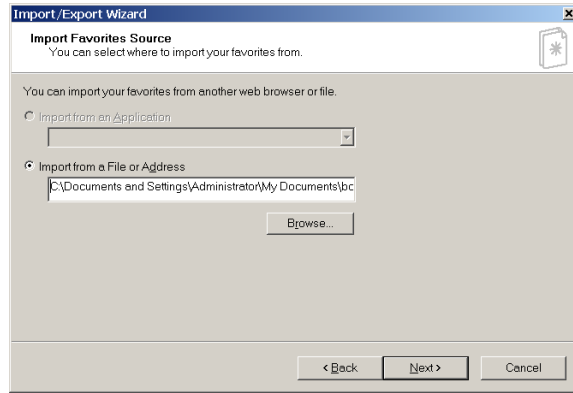 Import/Export Wizard
Import Favorites Source
You can select where to import your favorites from.
You can import your favorites from another web browser or file.
Import from an Application
Import from a File or Address
C:\Documents and Settings\Administrator\My Documents\bc
Browse...
< Back
Next >
Cancel